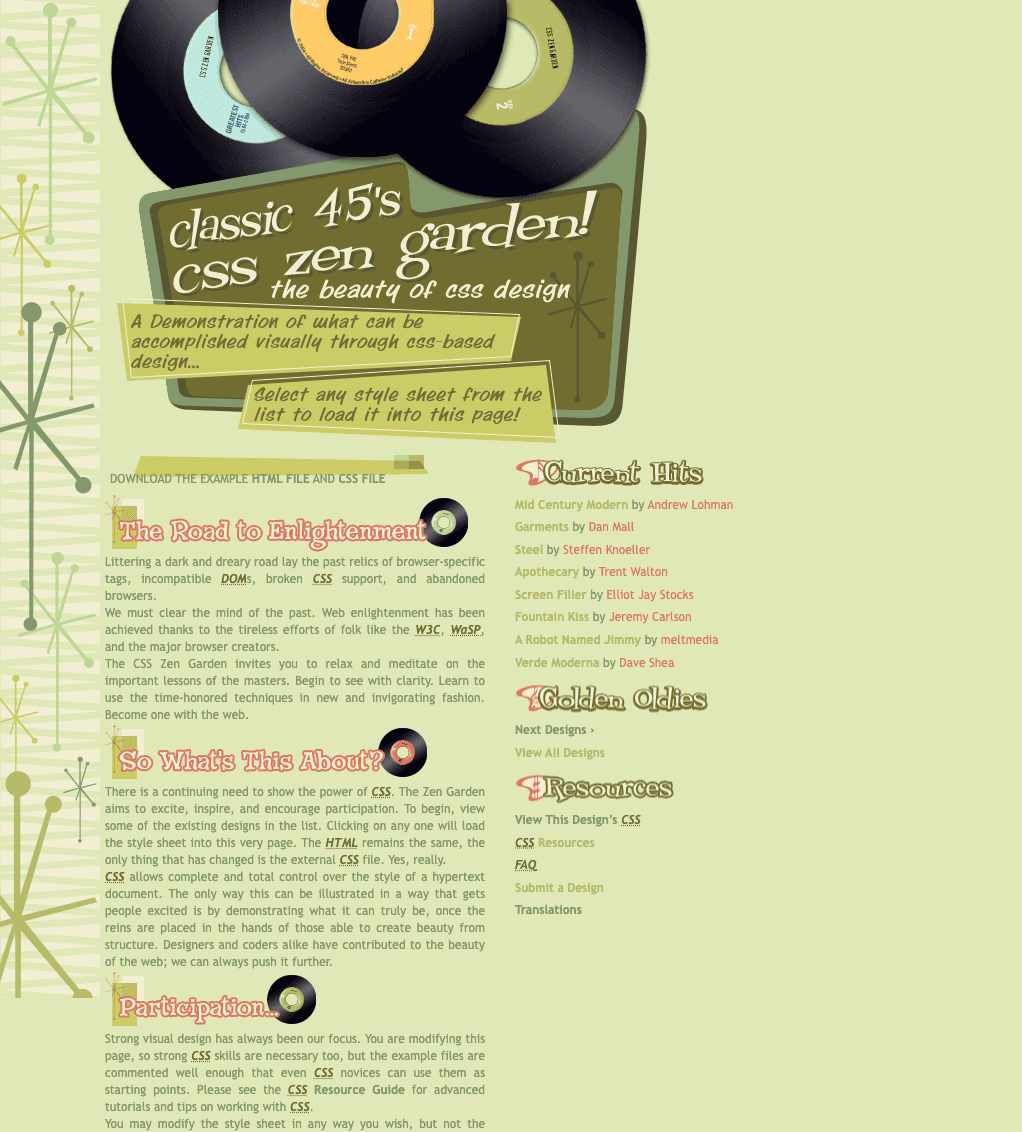 CSS ZEN GARDEN
GREATEST
HITS
CSS ZEN GARDEN
classic 45's
css zen garden!
the beauty of css design
A Demonstration of what can be
accomplished visually through css-based
design...
Select any style sheet from the
list to load it into this page!
DOWNLOAD THE EXAMPLE HTML FILE AND CSS FILE
The Road to Enlightenment
Littering a dark and dreary road lay the past relics of browser-specific
tags, incompatible DOMs, broken CSS support, and abandoned
browsers.
We must clear the mind of the past. Web enlightenment has been
achieved thanks to the tireless efforts of folk like the W3C, WaSP,
and the major browser creators.
The CSS Zen Garden invites you to relax and meditate on the
important lessons of the masters. Begin to see with clarity. Learn to
use the time-honored techniques in new and invigorating fashion.
Become one with the web.
So What's This About?
There is a continuing need to show the power of CSS. The Zen Garden
aims to excite, inspire, and encourage participation. To begin, view
some of the existing designs in the list. Clicking on any one will load
the style sheet into this very page. The HTML remains the same, the
only thing that has changed is the external CSS file. Yes, really.
CSS allows complete and total control over the style of a hypertext
document. The only way this can be illustrated in a way that gets
people excited is by demonstrating what it can truly be, once the
reins are placed in the hands of those able to create beauty from
structure. Designers and coders alike have contributed to the beauty
of the web; we can always push it further.
Participation...
Strong visual design has always been our focus. You are modifying this
page, so strong CSS skills are necessary too, but the example files are
commented well enough that even CSS novices can use them as
starting points. Please see the CSS Resource Guide for advanced
tutorials and tips on working with CSS.
You may modify the style sheet in any way you wish, but not the
Current Hits
Mid Century Modern by Andrew Lohman
Garments by Dan Mall
Steel by Steffen Knoeller
Apothecary by Trent Walton
Screen Filler by Elliot Jay Stocks
Fountain Kiss by Jeremy Carlson
A Robot Named Jimmy by meltmedia
Verde Moderna by Dave Shea
Golden Oldies
Next Designs ›
View All Designs
Resources
View This Design's CSS
CSS Resources
FAQ
Submit a Design
Translations